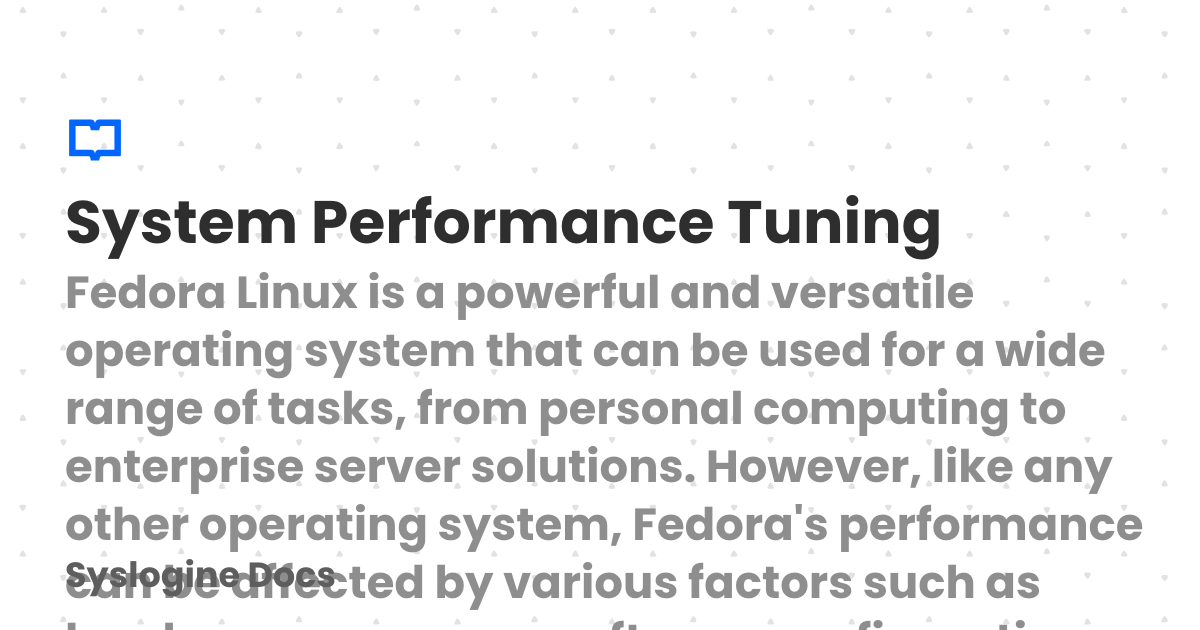 System Performance Tuning
Fedora Linux is a powerful and versatile
operating system that can be used for a wide
range of tasks, from personal computing to
enterprise server solutions. However, like any
other operating system, Fedora's performance
can be affected by various factors such as
Syslogine Docs